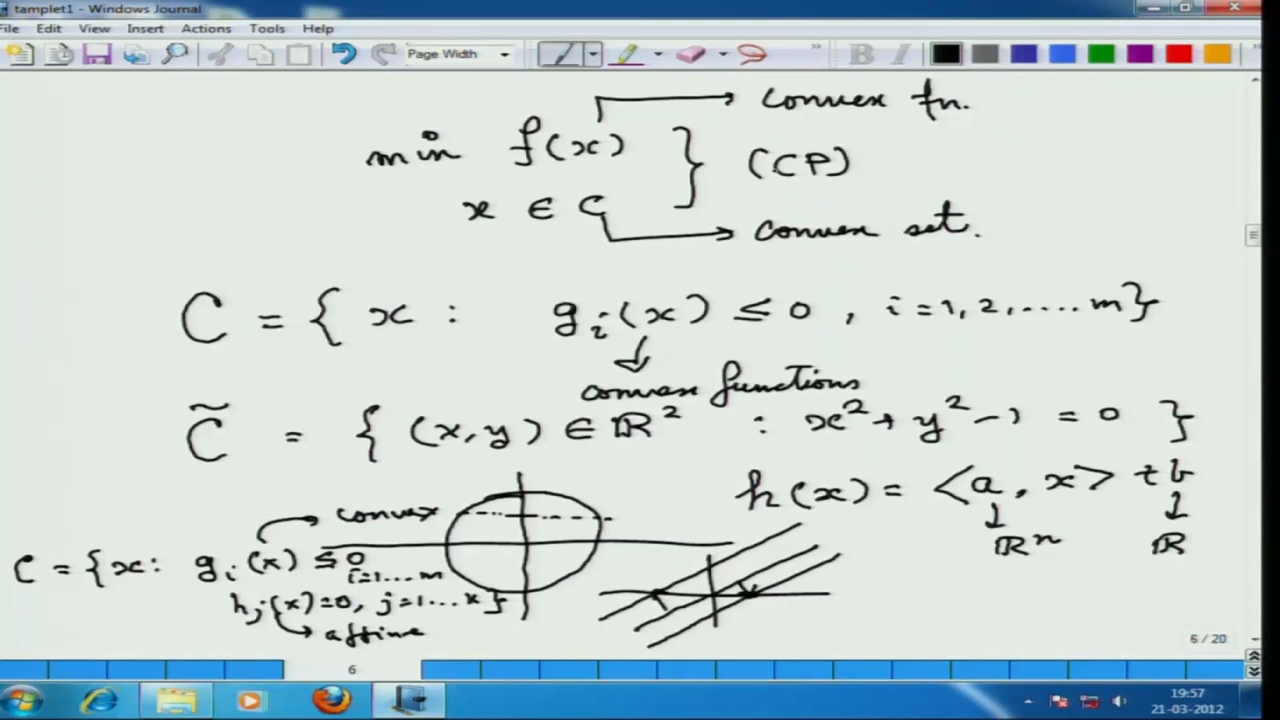 tamplet1 - Windows Journal
File Edit View Insert Actions Tools Help
Page Width
convex fn.
min f(x) } (CP)
x ∈ C
convex set.
C = { x : g_i(x) ≤ 0 , i = 1, 2, .... m }
convex functions
C̃ = { (x, y) ∈ ℝ² : x² + y² - 1 = 0 }
h(x) = <a, x> + b
ℝⁿ ℝ
convex
C = {x: g_i(x) ≤ 0
i=1...m
h_j(x)=0, j=1...k}
affine
6 / 20
6
19:57
21-03-2012